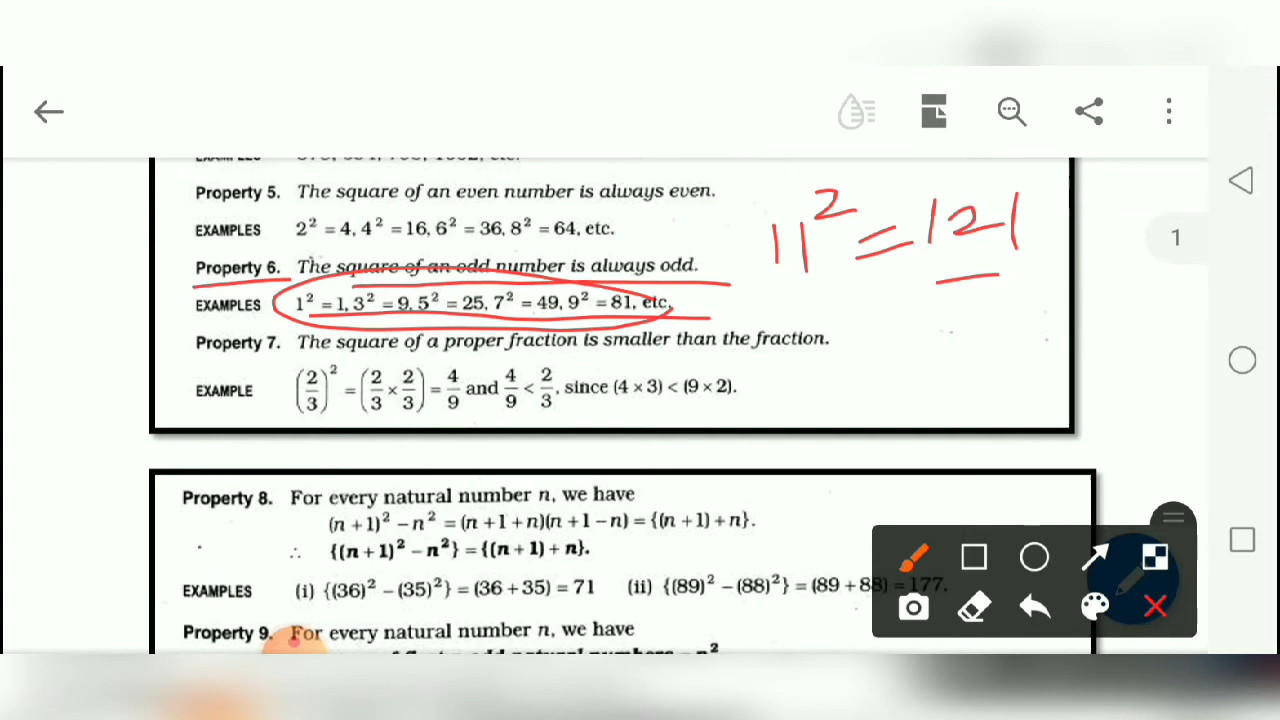 Property 5. The square of an even number is always even.
EXAMPLES 2² = 4, 4² = 16, 6² = 36, 8² = 64, etc.
11² = 121
Property 6. The square of an odd number is always odd.
EXAMPLES 1² = 1, 3² = 9, 5² = 25, 7² = 49, 9² = 81, etc.
Property 7. The square of a proper fraction is smaller than the fraction.
EXAMPLE (2/3)² = (2/3 × 2/3) = 4/9 and 4/9 < 2/3, since (4 × 3) < (9 × 2).
Property 8. For every natural number n, we have
(n + 1)² − n² = (n + 1 + n)(n + 1 − n) = {(n + 1) + n}.
∴ {(n + 1)² − n²} = {(n + 1) + n}.
EXAMPLES (i) {(36)² − (35)²} = (36 + 35) = 71 (ii) {(89)² − (88)²} = (89 + 88) = 177.
Property 9. For every natural number n, we have
1